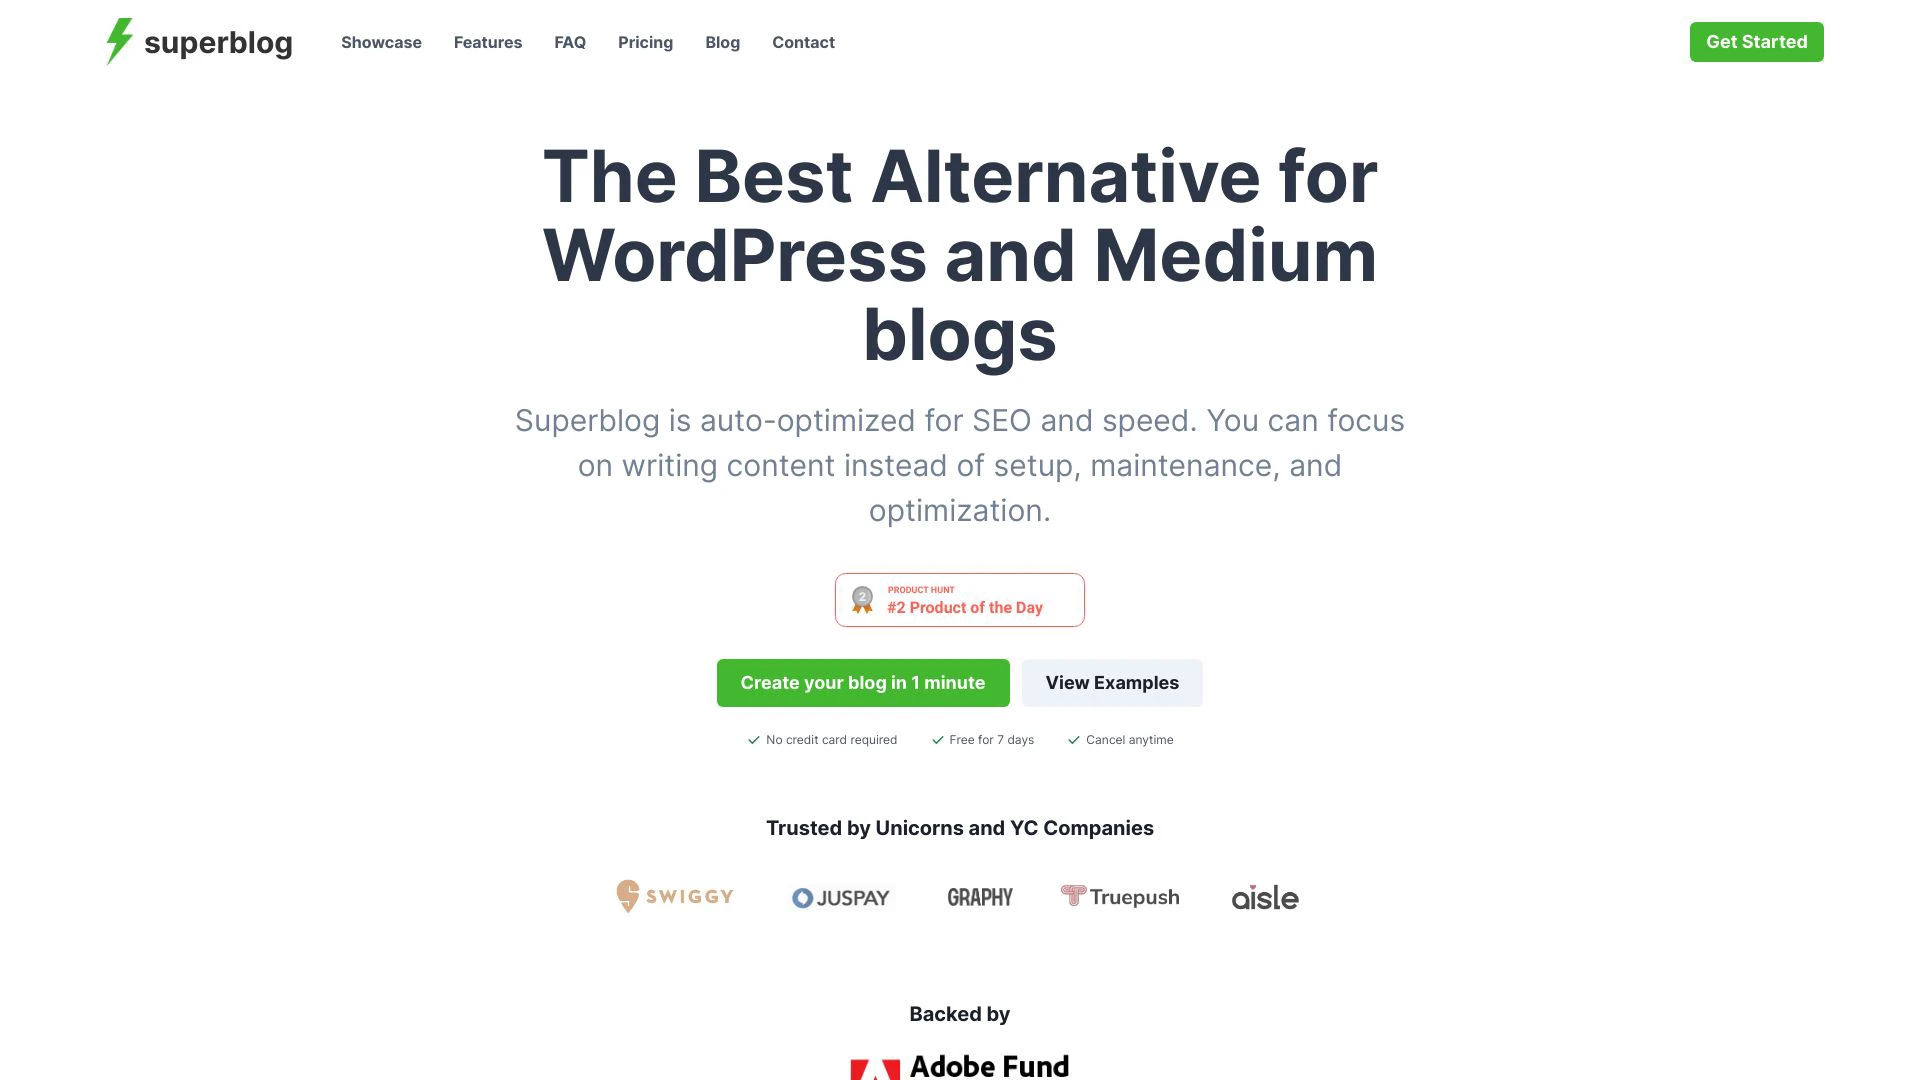 superblog
Showcase
Features
FAQ
Pricing
Blog
Contact
Get Started
The Best Alternative for
WordPress and Medium
blogs
Superblog is auto-optimized for SEO and speed. You can focus
on writing content instead of setup, maintenance, and
optimization.
2
PRODUCT HUNT
#2 Product of the Day
Create your blog in 1 minute
View Examples
No credit card required
Free for 7 days
Cancel anytime
Trusted by Unicorns and YC Companies
SWIGGY
JUSPAY
GRAPHY
Truepush
aisle
Backed by
Adobe Fund